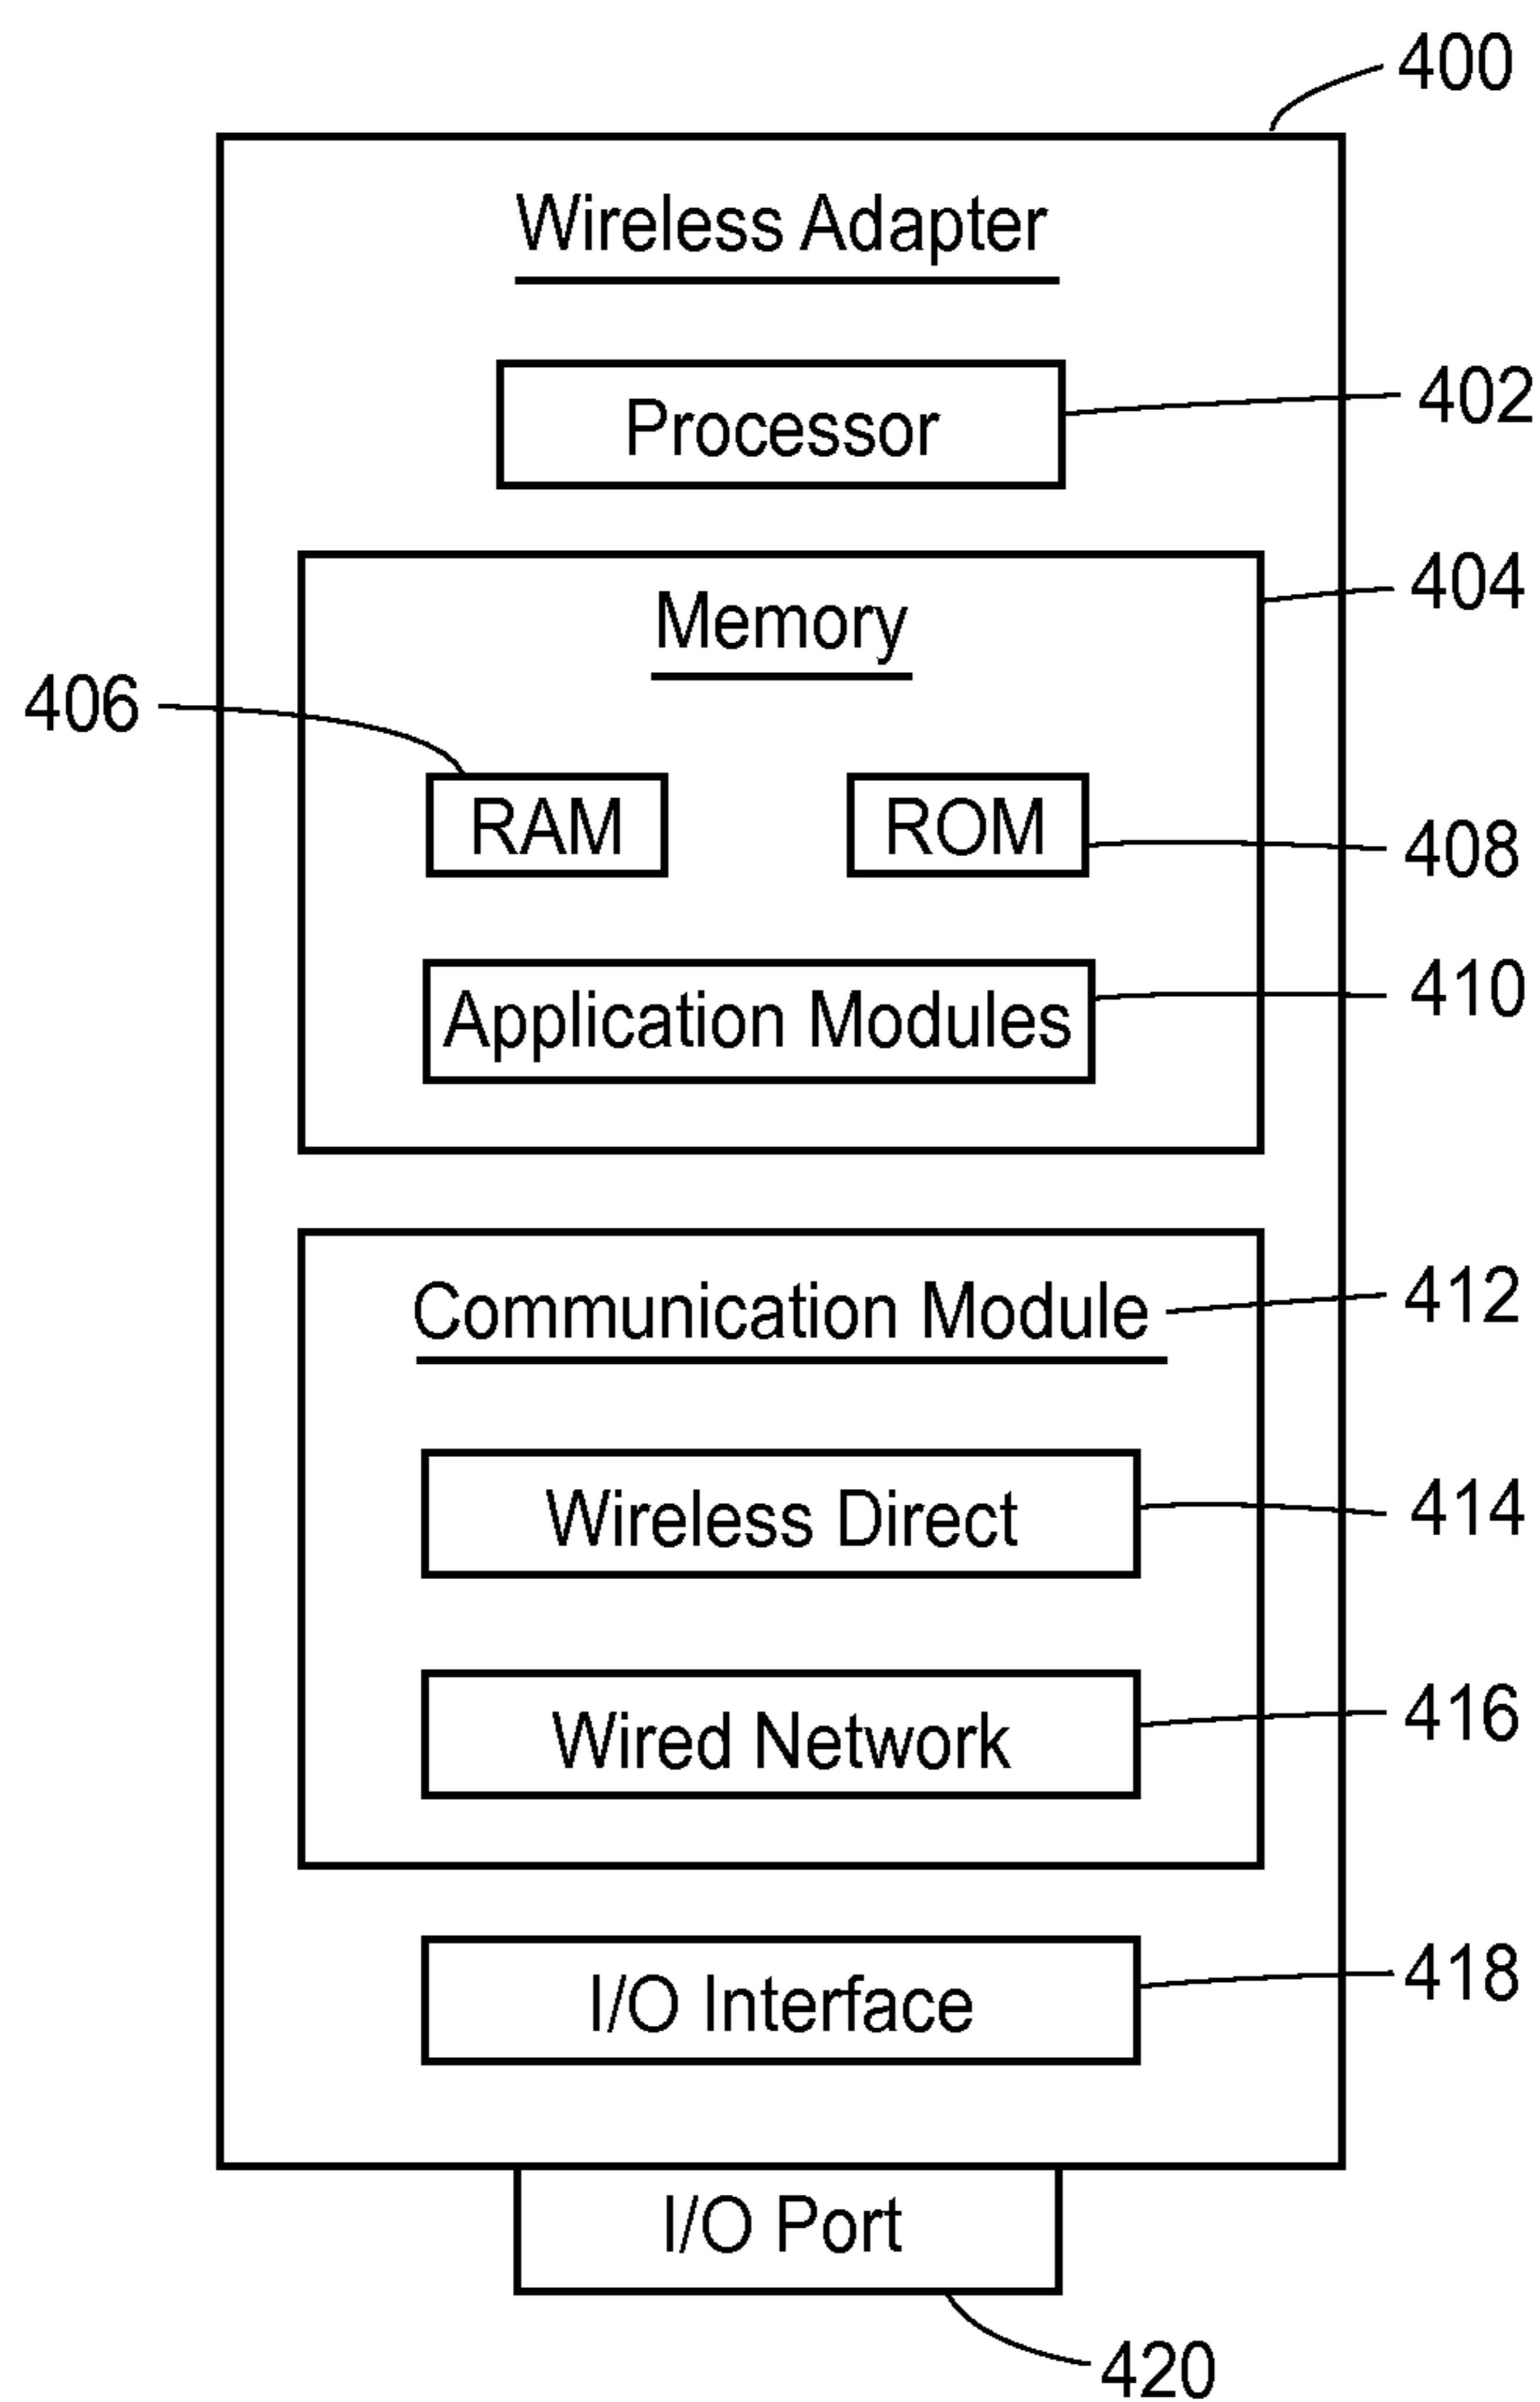 400
Wireless Adapter
Processor
402
Memory
404
406
RAM
ROM
408
Application Modules
410
Communication Module
412
Wireless Direct
414
Wired Network
416
I/O Interface
418
I/O Port
420